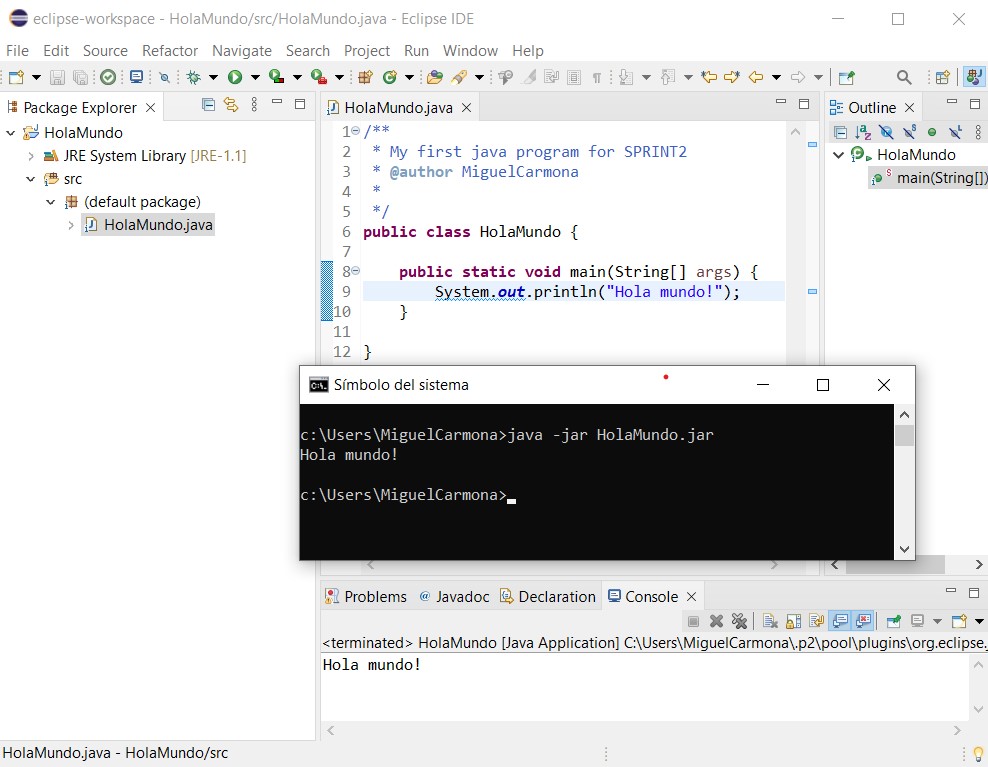 eclipse-workspace - HolaMundo/src/HolaMundo.java - Eclipse IDE
File Edit Source Refactor Navigate Search Project Run Window Help
Package Explorer
HolaMundo
JRE System Library [JRE-1.1]
src
(default package)
HolaMundo.java
HolaMundo.java
1 /**
2 * My first java program for SPRINT2
3 * @author MiguelCarmona
4 *
5 */
6 public class HolaMundo {
7
8 public static void main(String[] args) {
9 System.out.println("Hola mundo!");
10 }
11
12 }
Outline
HolaMundo
main(String[])
Símbolo del sistema
c:\Users\MiguelCarmona>java -jar HolaMundo.jar
Hola mundo!
c:\Users\MiguelCarmona>
Problems @ Javadoc Declaration Console
<terminated> HolaMundo [Java Application] C:\Users\MiguelCarmona\.p2\pool\plugins\org.eclipse.
Hola mundo!
HolaMundo.java - HolaMundo/src